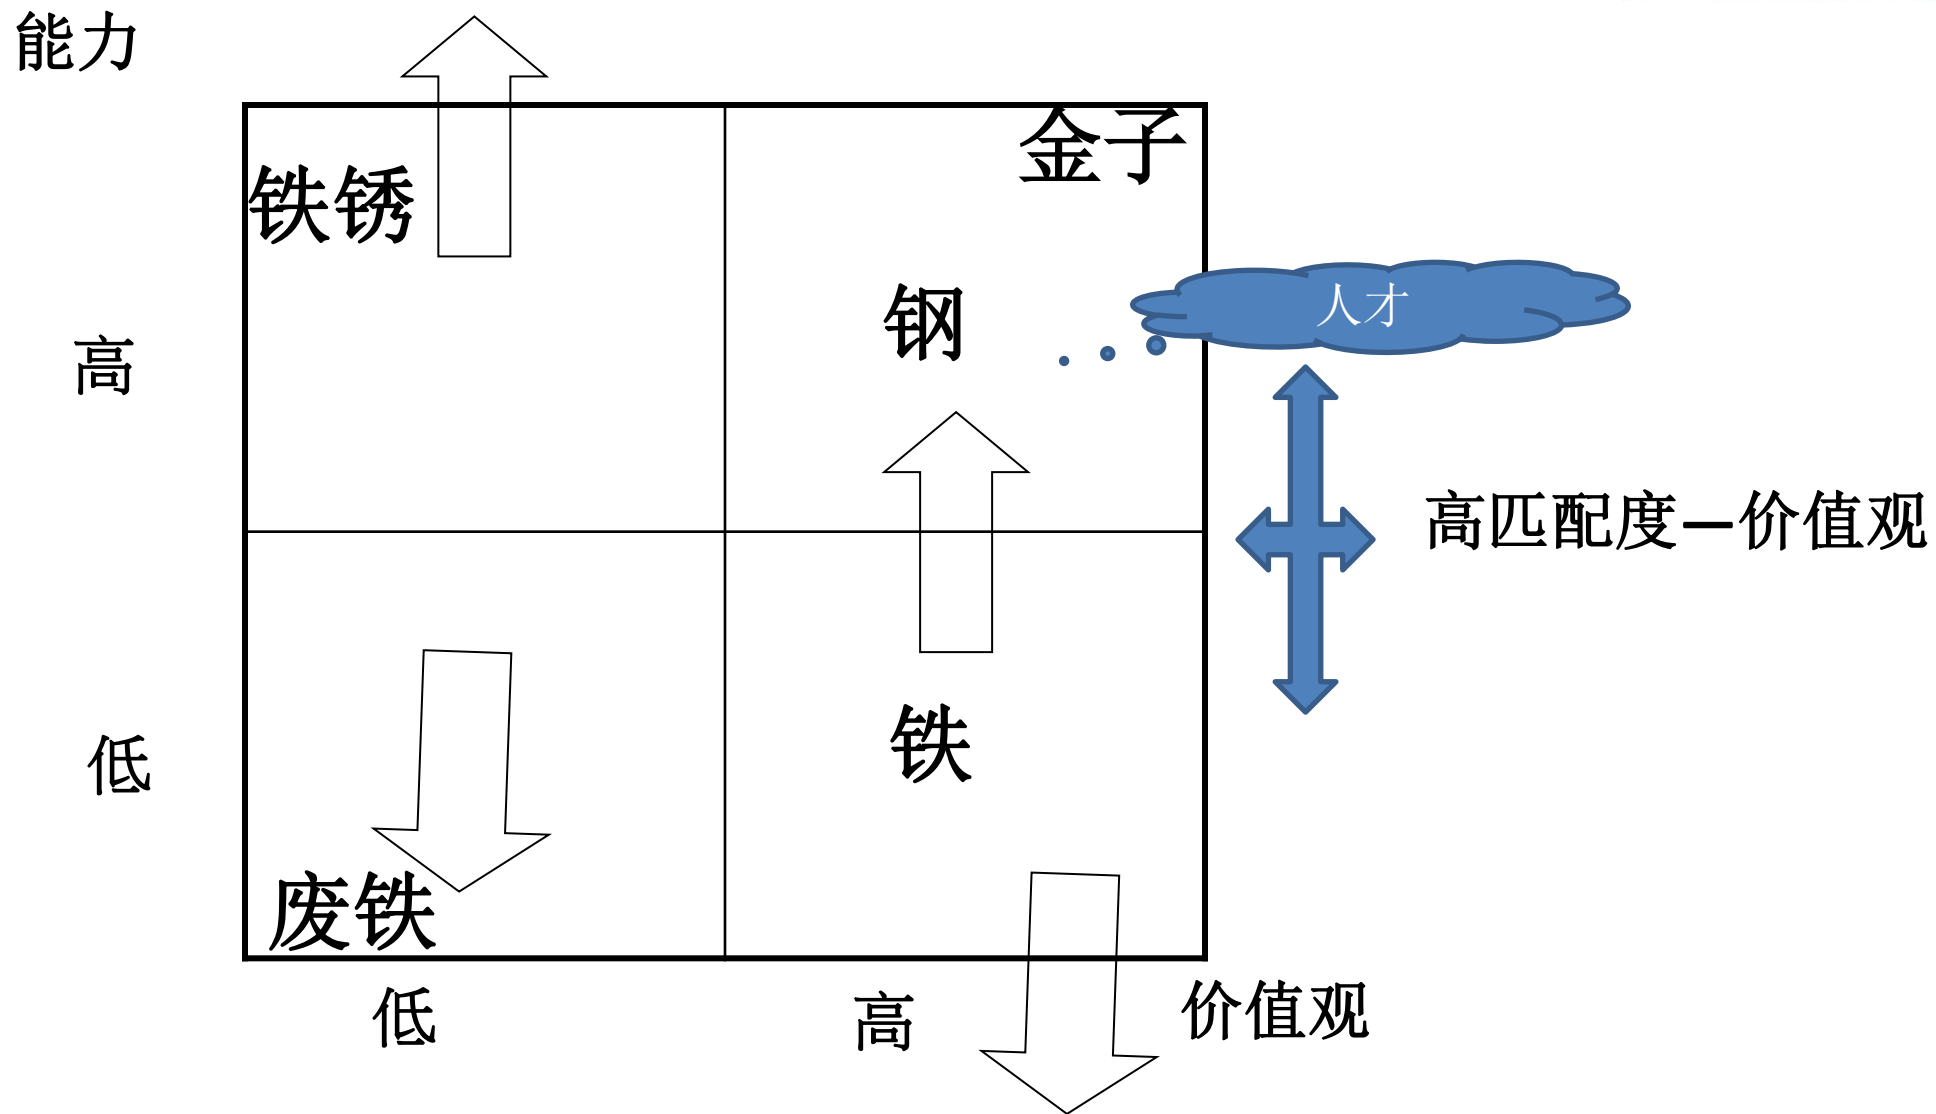 能力
金子
铁锈
钢
人才
高
高匹配度—价值观
铁
低
废铁
低
高
价值观